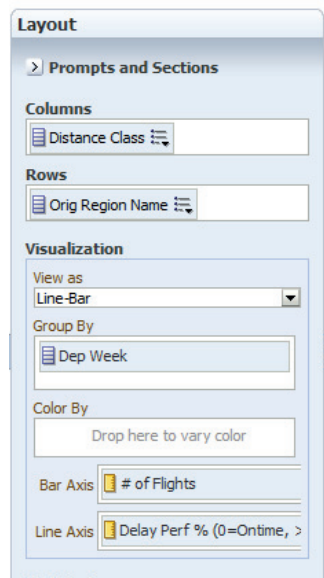 Layout
Prompts and Sections
Columns
Distance Class
Rows
Orig Region Name
Visualization
View as
Line-Bar
Group By
Dep Week
Color By
Drop here to vary color
Bar Axis # of Flights
Line Axis Delay Perf % (0=Ontime, >